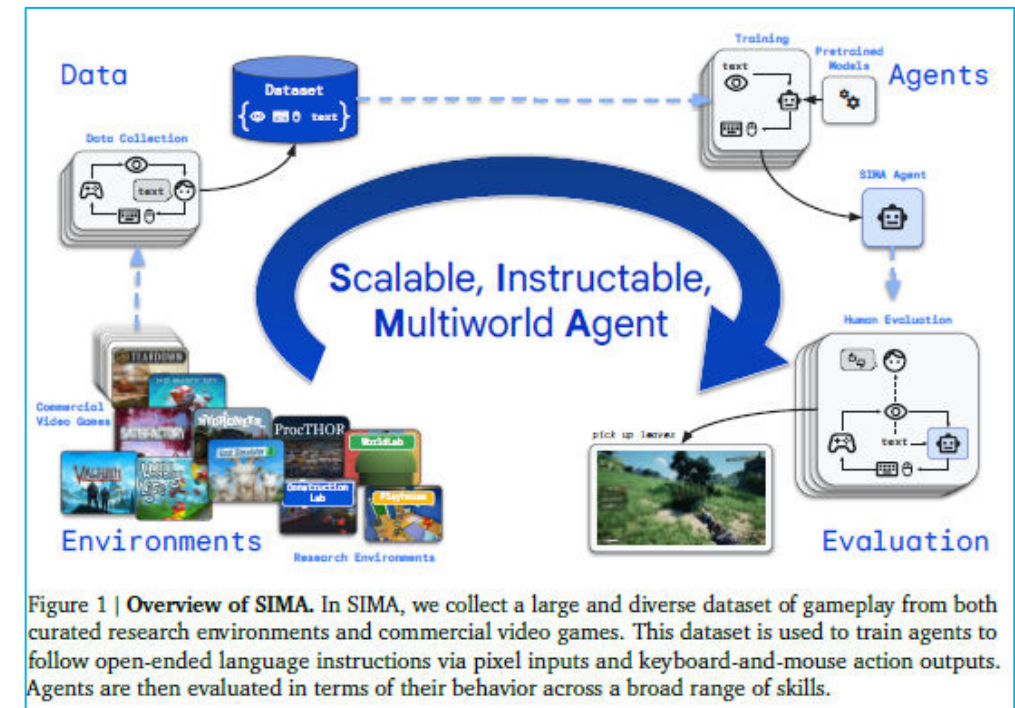 Data
Dataset
{ text }
Data Collection
text
Training
text
Pretrained
Models
Agents
SIMA Agent
Scalable, Instructable,
Multiworld Agent
Human Evaluation
text
pick up leaves
Evaluation
TEARDOWN
Commercial
Video Games
SATISFACTORY
HYDRONEER
ProcTHOR
WorldLab
VALHEIM
Goat Simulator 3
Construction
Lab
Playhouse
Environments
Research Environments
Figure 1 | Overview of SIMA. In SIMA, we collect a large and diverse dataset of gameplay from both
curated research environments and commercial video games. This dataset is used to train agents to
follow open-ended language instructions via pixel inputs and keyboard-and-mouse action outputs.
Agents are then evaluated in terms of their behavior across a broad range of skills.